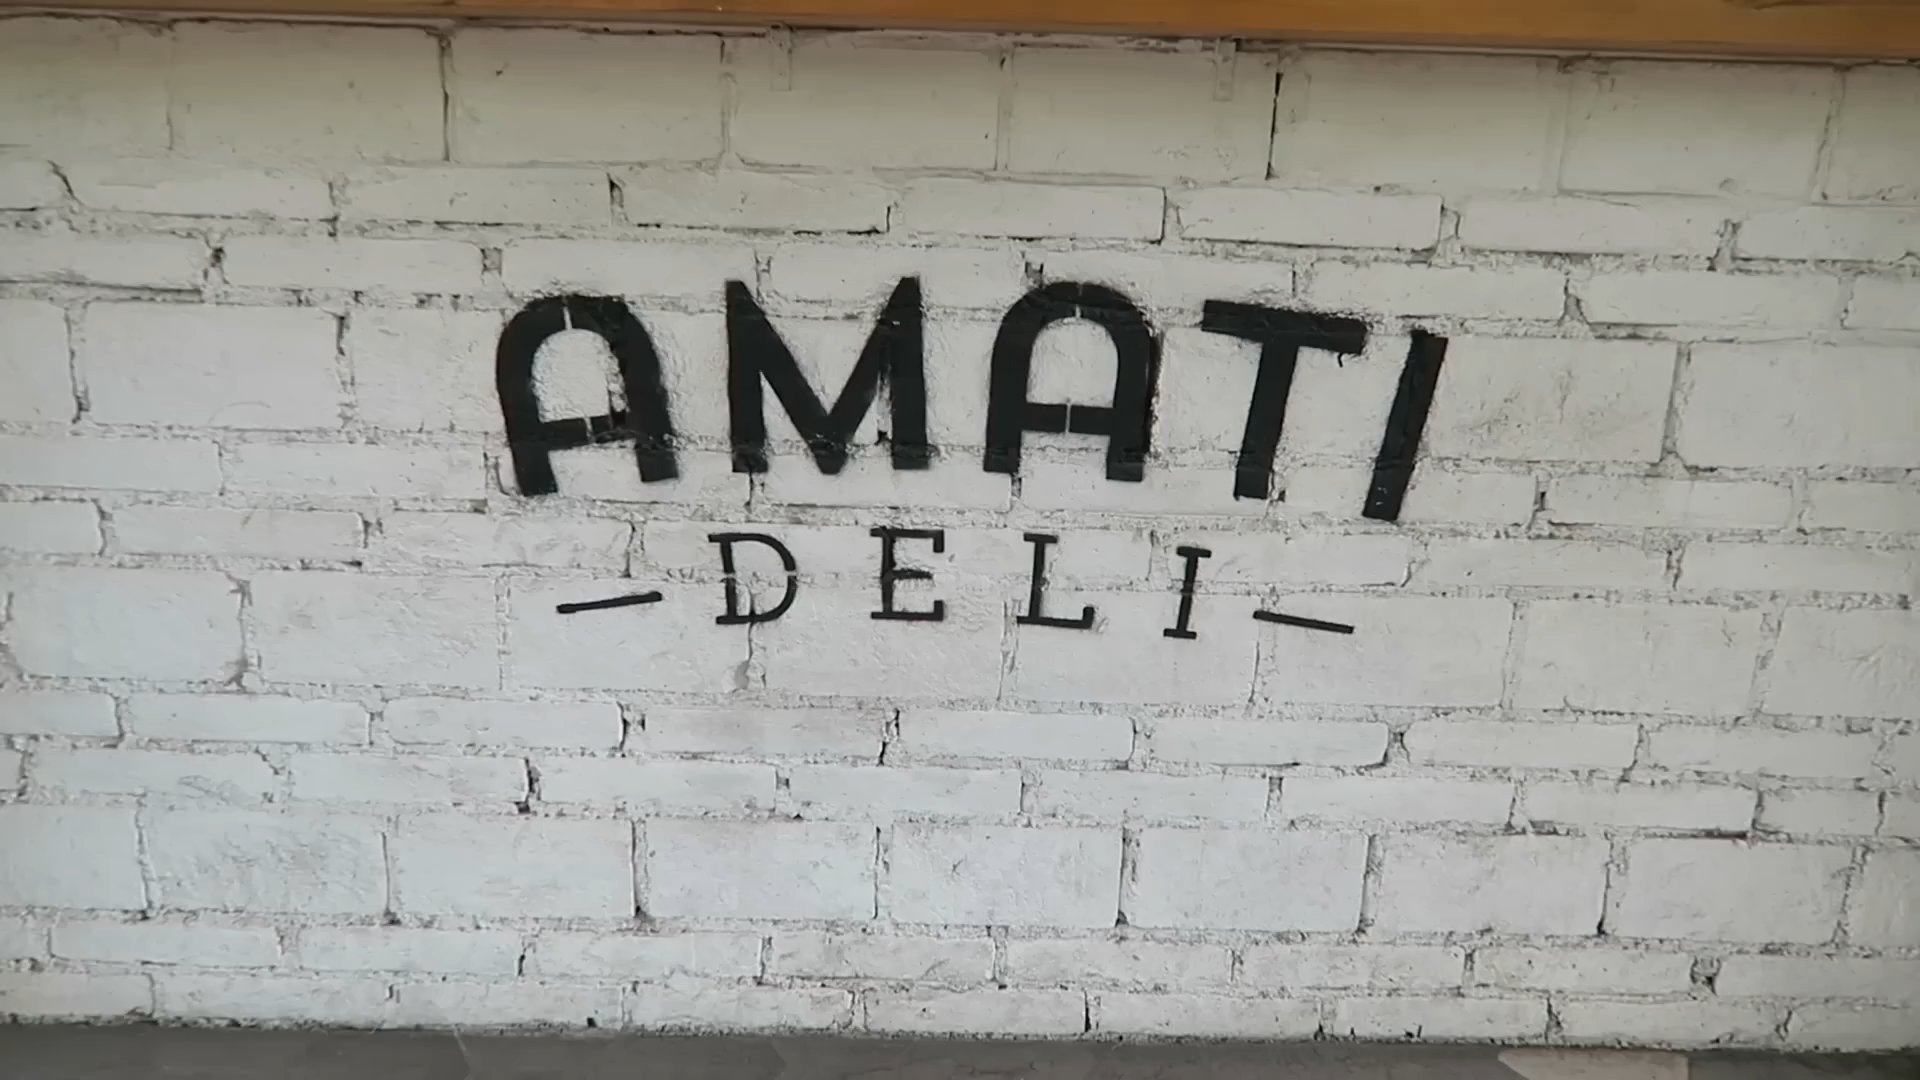 AMATI
— DELI —